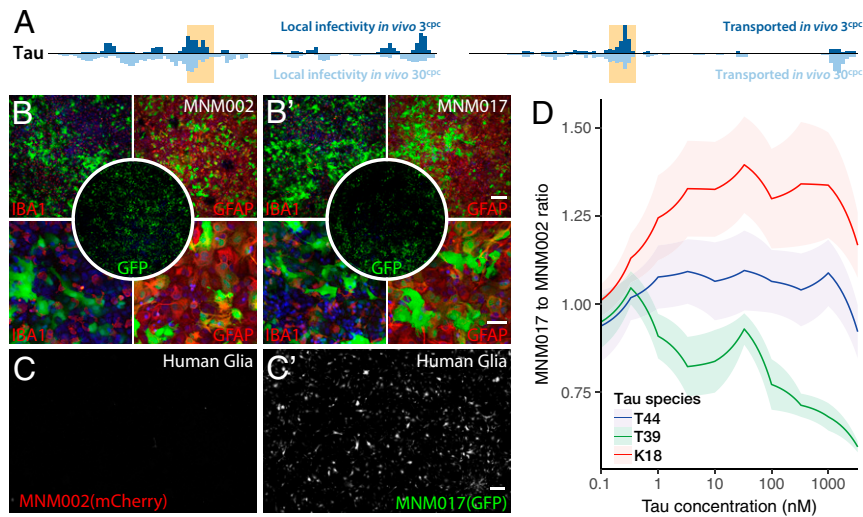 A
Local infectivity in vivo 3cpc
Transported in vivo 3cpc
Tau
Local infectivity in vivo 30cpc
Transported in vivo 30cpc
B
MNM002
IBA1
GFAP
GFP
IBA1
GFAP
B'
MNM017
IBA1
GFAP
GFP
IBA1
GFAP
C
Human Glia
MNM002(mCherry)
C'
Human Glia
MNM017(GFP)
D
MNM017 to MNM002 ratio
1.50
1.25
1.00
0.75
Tau species
T44
T39
K18
0.1 1 10 100 1000
Tau concentration (nM)